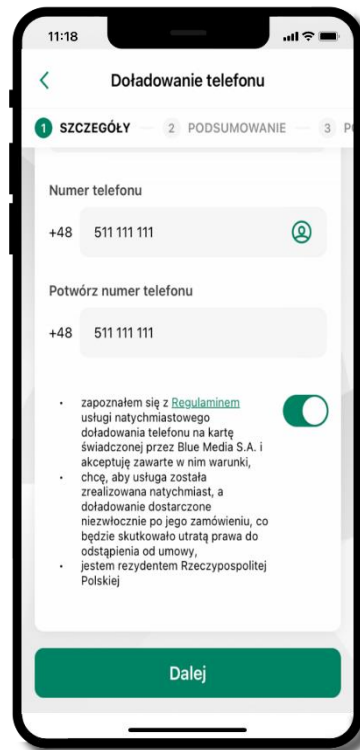 11:18
Doładowanie telefonu
1 SZCZEGÓŁY 2 PODSUMOWANIE 3
Numer telefonu
+48 511 111 111
Potwórz numer telefonu
+48 511 111 111
• zapoznałem się z Regulaminem
usługi natychmiastowego
doładowania telefonu na kartę
świadczonej przez Blue Media S.A. i
akceptuję zawarte w nim warunki,
• chcę, aby usługa została
zrealizowana natychmiast, a
doładowanie dostarczone
niezwłocznie po jego zamówieniu, co
będzie skutkowało utratą prawa do
odstąpienia od umowy,
• jestem rezydentem Rzeczypospolitej
Polskiej
Dalej